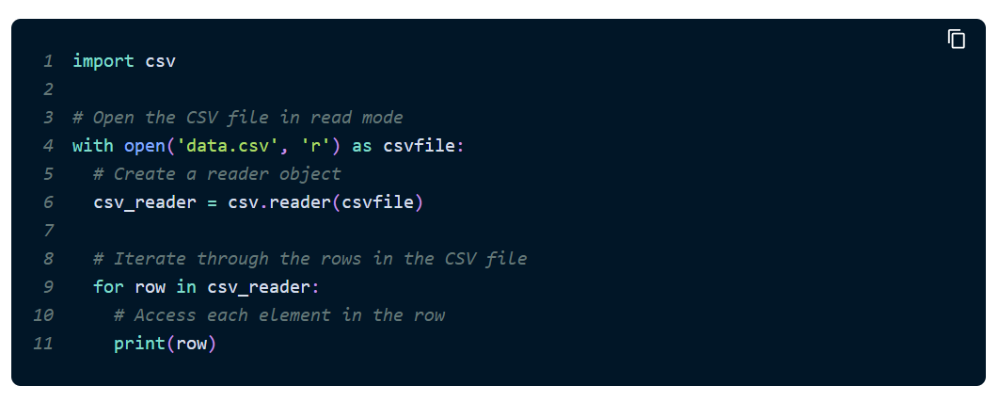 1 import csv
2
3 # Open the CSV file in read mode
4 with open('data.csv', 'r') as csvfile:
5   # Create a reader object
6   csv_reader = csv.reader(csvfile)
7
8   # Iterate through the rows in the CSV file
9   for row in csv_reader:
10     # Access each element in the row
11     print(row)